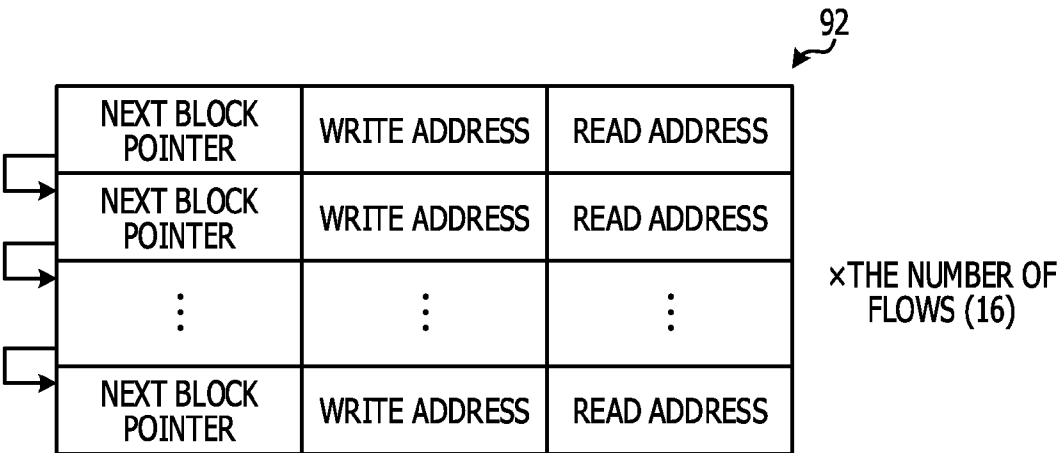 92
NEXT BLOCK
POINTER
WRITE ADDRESS
READ ADDRESS
NEXT BLOCK
POINTER
WRITE ADDRESS
READ ADDRESS
×THE NUMBER OF
FLOWS (16)
⋮ ⋮ ⋮
NEXT BLOCK
POINTER
WRITE ADDRESS
READ ADDRESS